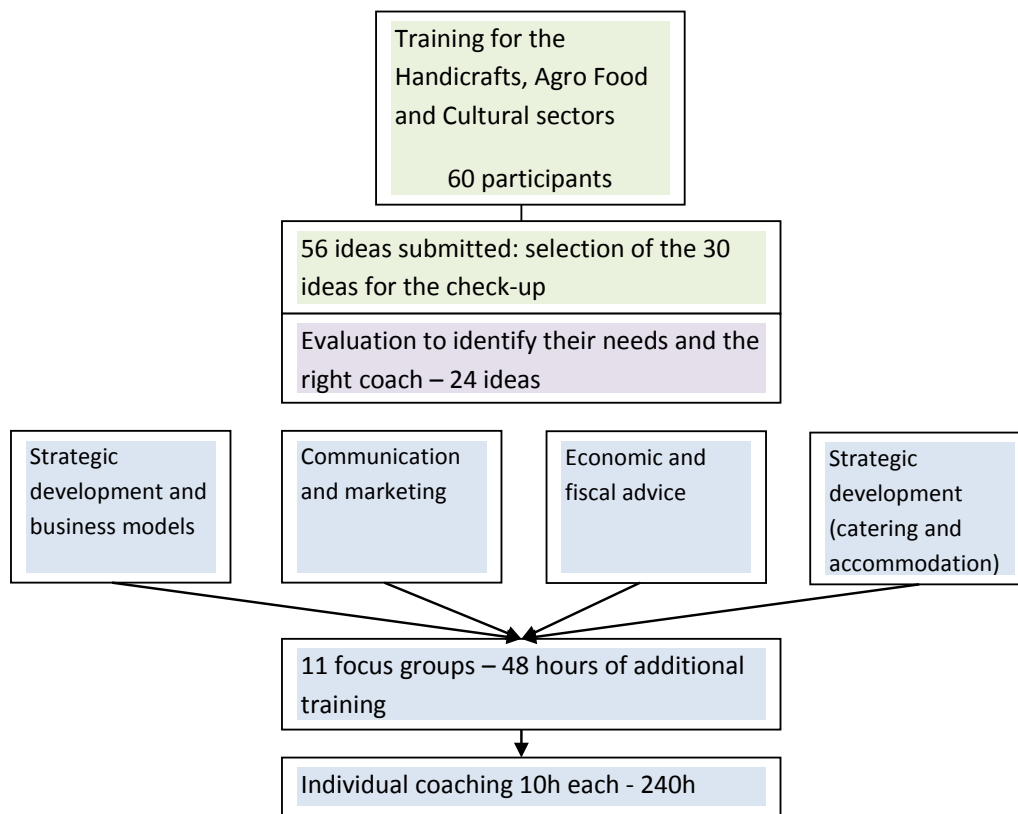 Training for the
Handicrafts, Agro Food
and Cultural sectors
60 participants
56 ideas submitted: selection of the 30
ideas for the check-up
Evaluation to identify their needs and the
right coach – 24 ideas
Strategic
development and
business models
Communication
and marketing
Economic and
fiscal advice
Strategic
development
(catering and
accommodation)
11 focus groups – 48 hours of additional
training
Individual coaching 10h each - 240h